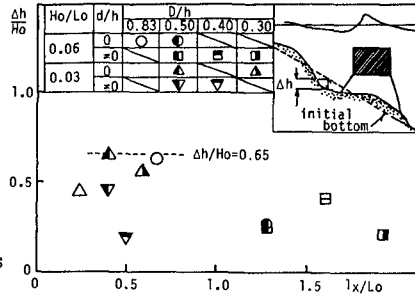 Δh
Ho
Ho/Lo d/h D/h
0.83 0.50 0.40 0.30
0.06 0
≠0
0.03 0
≠0
Δh
initial
bottom
1.0
Δh/Ho=0.65
0.5
s
0
0.5 1.0 1.5 lx/Lo